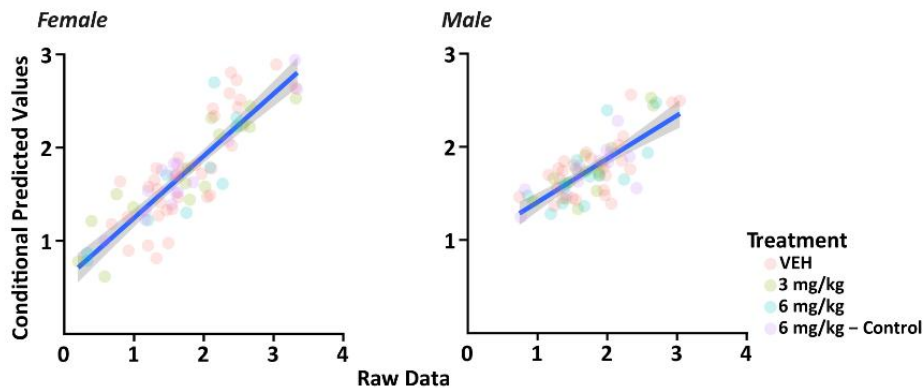 Female
Male
Conditional Predicted Values
3
2
1
0
1
2
3
4
3
2
1
0
1
2
3
4
Raw Data
Treatment
VEH
3 mg/kg
6 mg/kg
6 mg/kg – Control